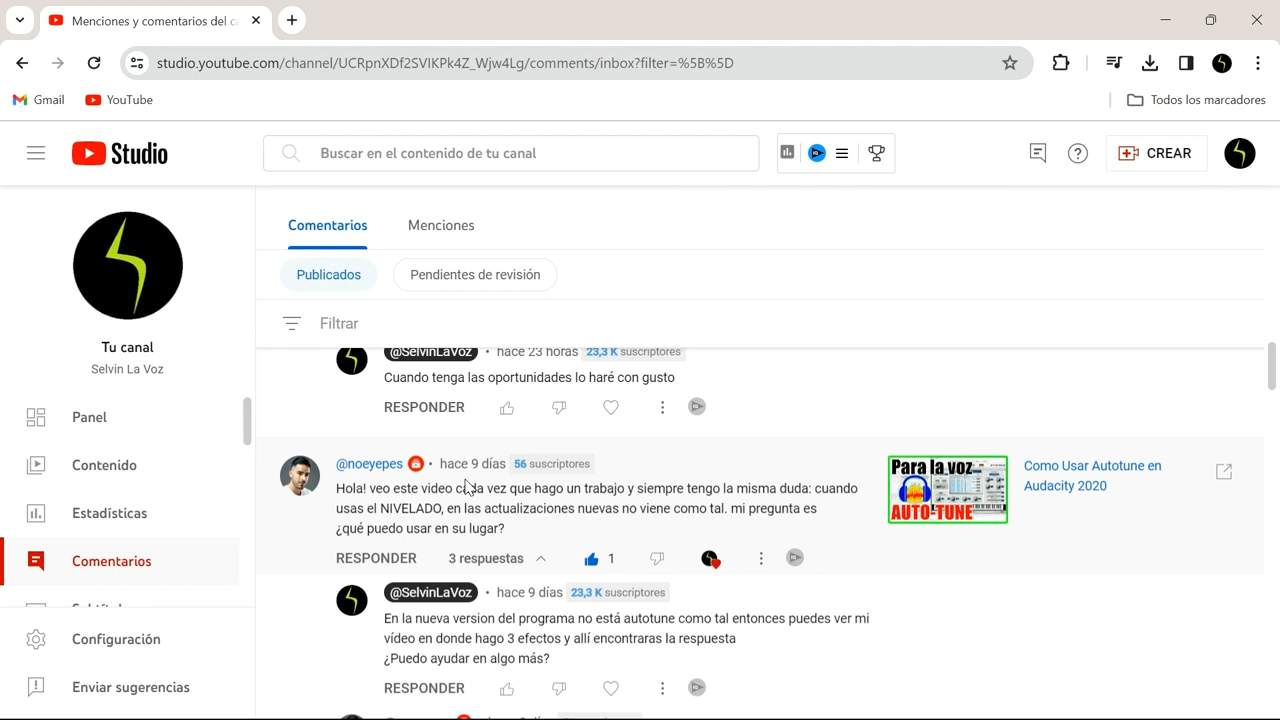 Menciones y comentarios del c
studio.youtube.com/channel/UCRpnXDf2SVIKPk4Z_Wjw4Lg/comments/inbox?filter=%5B%5D
Gmail
YouTube
Todos los marcadores
Studio
Buscar en el contenido de tu canal
CREAR
Tu canal
Selvin La Voz
Panel
Contenido
Estadísticas
Comentarios
Configuración
Enviar sugerencias
Comentarios
Menciones
Publicados
Pendientes de revisión
Filtrar
@SelvinLaVoz • hace 23 horas 23,3 K suscriptores
Cuando tenga las oportunidades lo haré con gusto
RESPONDER
@noeyepes • hace 9 días 56 suscriptores
Hola! veo este video cada vez que hago un trabajo y siempre tengo la misma duda: cuando
usas el NIVELADO, en las actualizaciones nuevas no viene como tal. mi pregunta es
¿qué puedo usar en su lugar?
RESPONDER 3 respuestas 1
Para la voz
AUTO-TUNE
Como Usar Autotune en
Audacity 2020
@SelvinLaVoz • hace 9 días 23,3 K suscriptores
En la nueva version del programa no está autotune como tal entonces puedes ver mi
vídeo en donde hago 3 efectos y allí encontraras la respuesta
¿Puedo ayudar en algo más?
RESPONDER